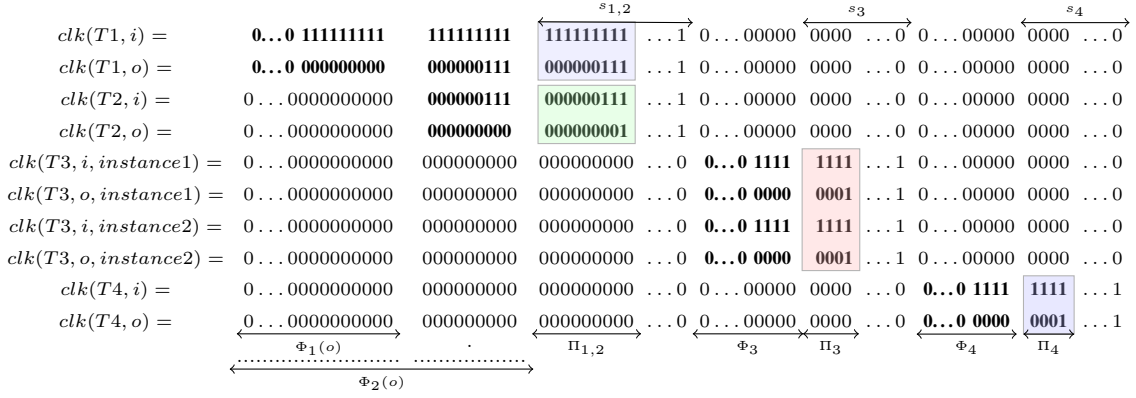 s1,2 s3 s4
clk(T1, i) = 0...0 111111111 111111111 111111111 ...1 0...00000 0000 ...0 0...00000 0000 ...0
clk(T1, o) = 0...0 000000000 000000111 000000111 ...1 0...00000 0000 ...0 0...00000 0000 ...0
clk(T2, i) = 0...0000000000 000000111 000000111 ...1 0...00000 0000 ...0 0...00000 0000 ...0
clk(T2, o) = 0...0000000000 000000000 000000001 ...1 0...00000 0000 ...0 0...00000 0000 ...0
clk(T3, i, instance1) = 0...0000000000 000000000 000000000 ...0 0...0 1111 1111 ...1 0...00000 0000 ...0
clk(T3, o, instance1) = 0...0000000000 000000000 000000000 ...0 0...0 0000 0001 ...1 0...00000 0000 ...0
clk(T3, i, instance2) = 0...0000000000 000000000 000000000 ...0 0...0 1111 1111 ...1 0...00000 0000 ...0
clk(T3, o, instance2) = 0...0000000000 000000000 000000000 ...0 0...0 0000 0001 ...1 0...00000 0000 ...0
clk(T4, i) = 0...0000000000 000000000 000000000 ...0 0...00000 0000 ...0 0...0 1111 1111 ...1
clk(T4, o) = 0...0000000000 000000000 000000000 ...0 0...00000 0000 ...0 0...0 0000 0001 ...1
Φ1(o) . Π1,2 Φ3 Π3 Φ4 Π4
Φ2(o)